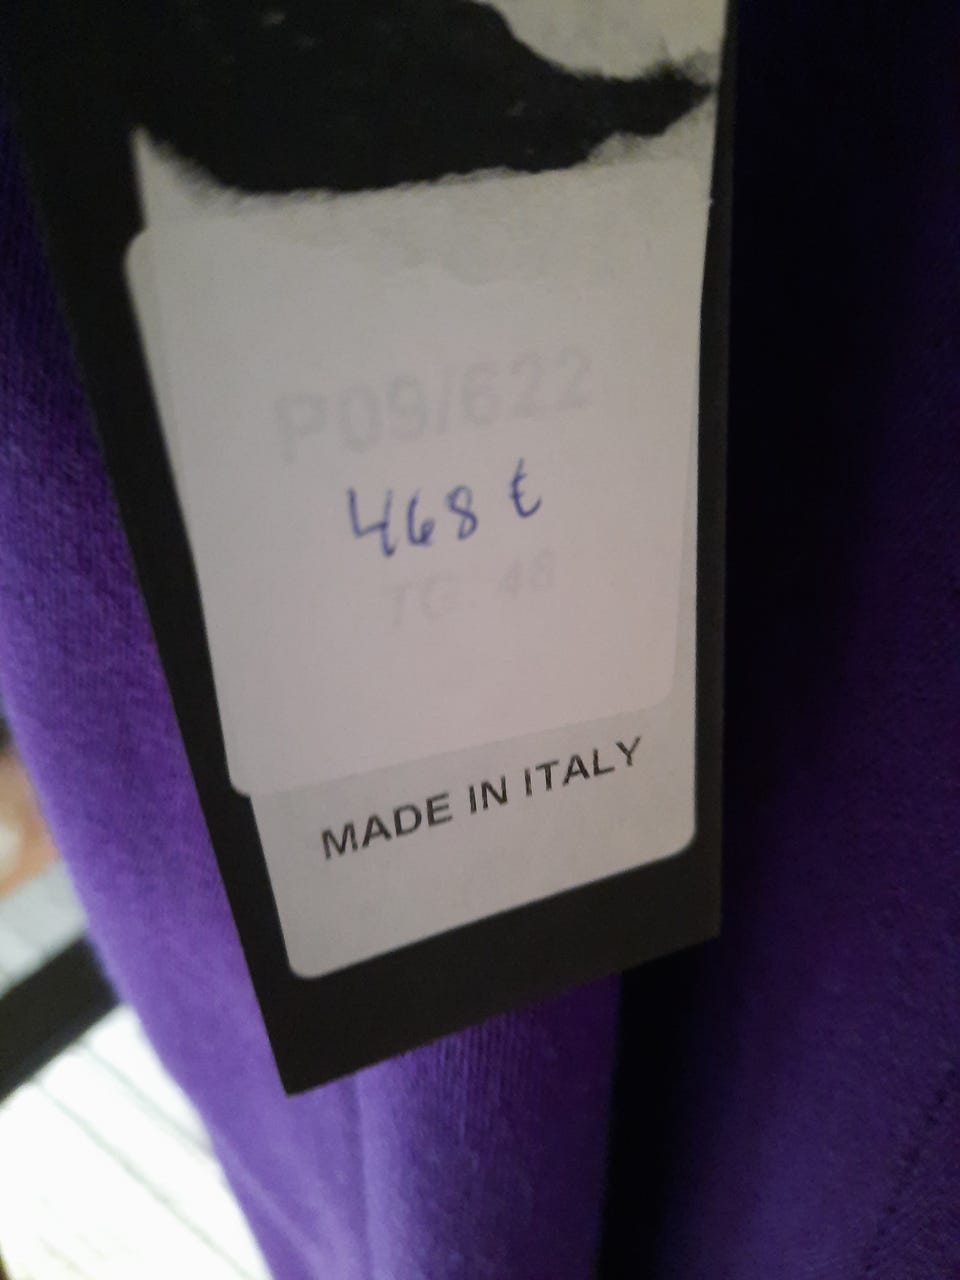 P09/622
468 €
TG. 48
MADE IN ITALY